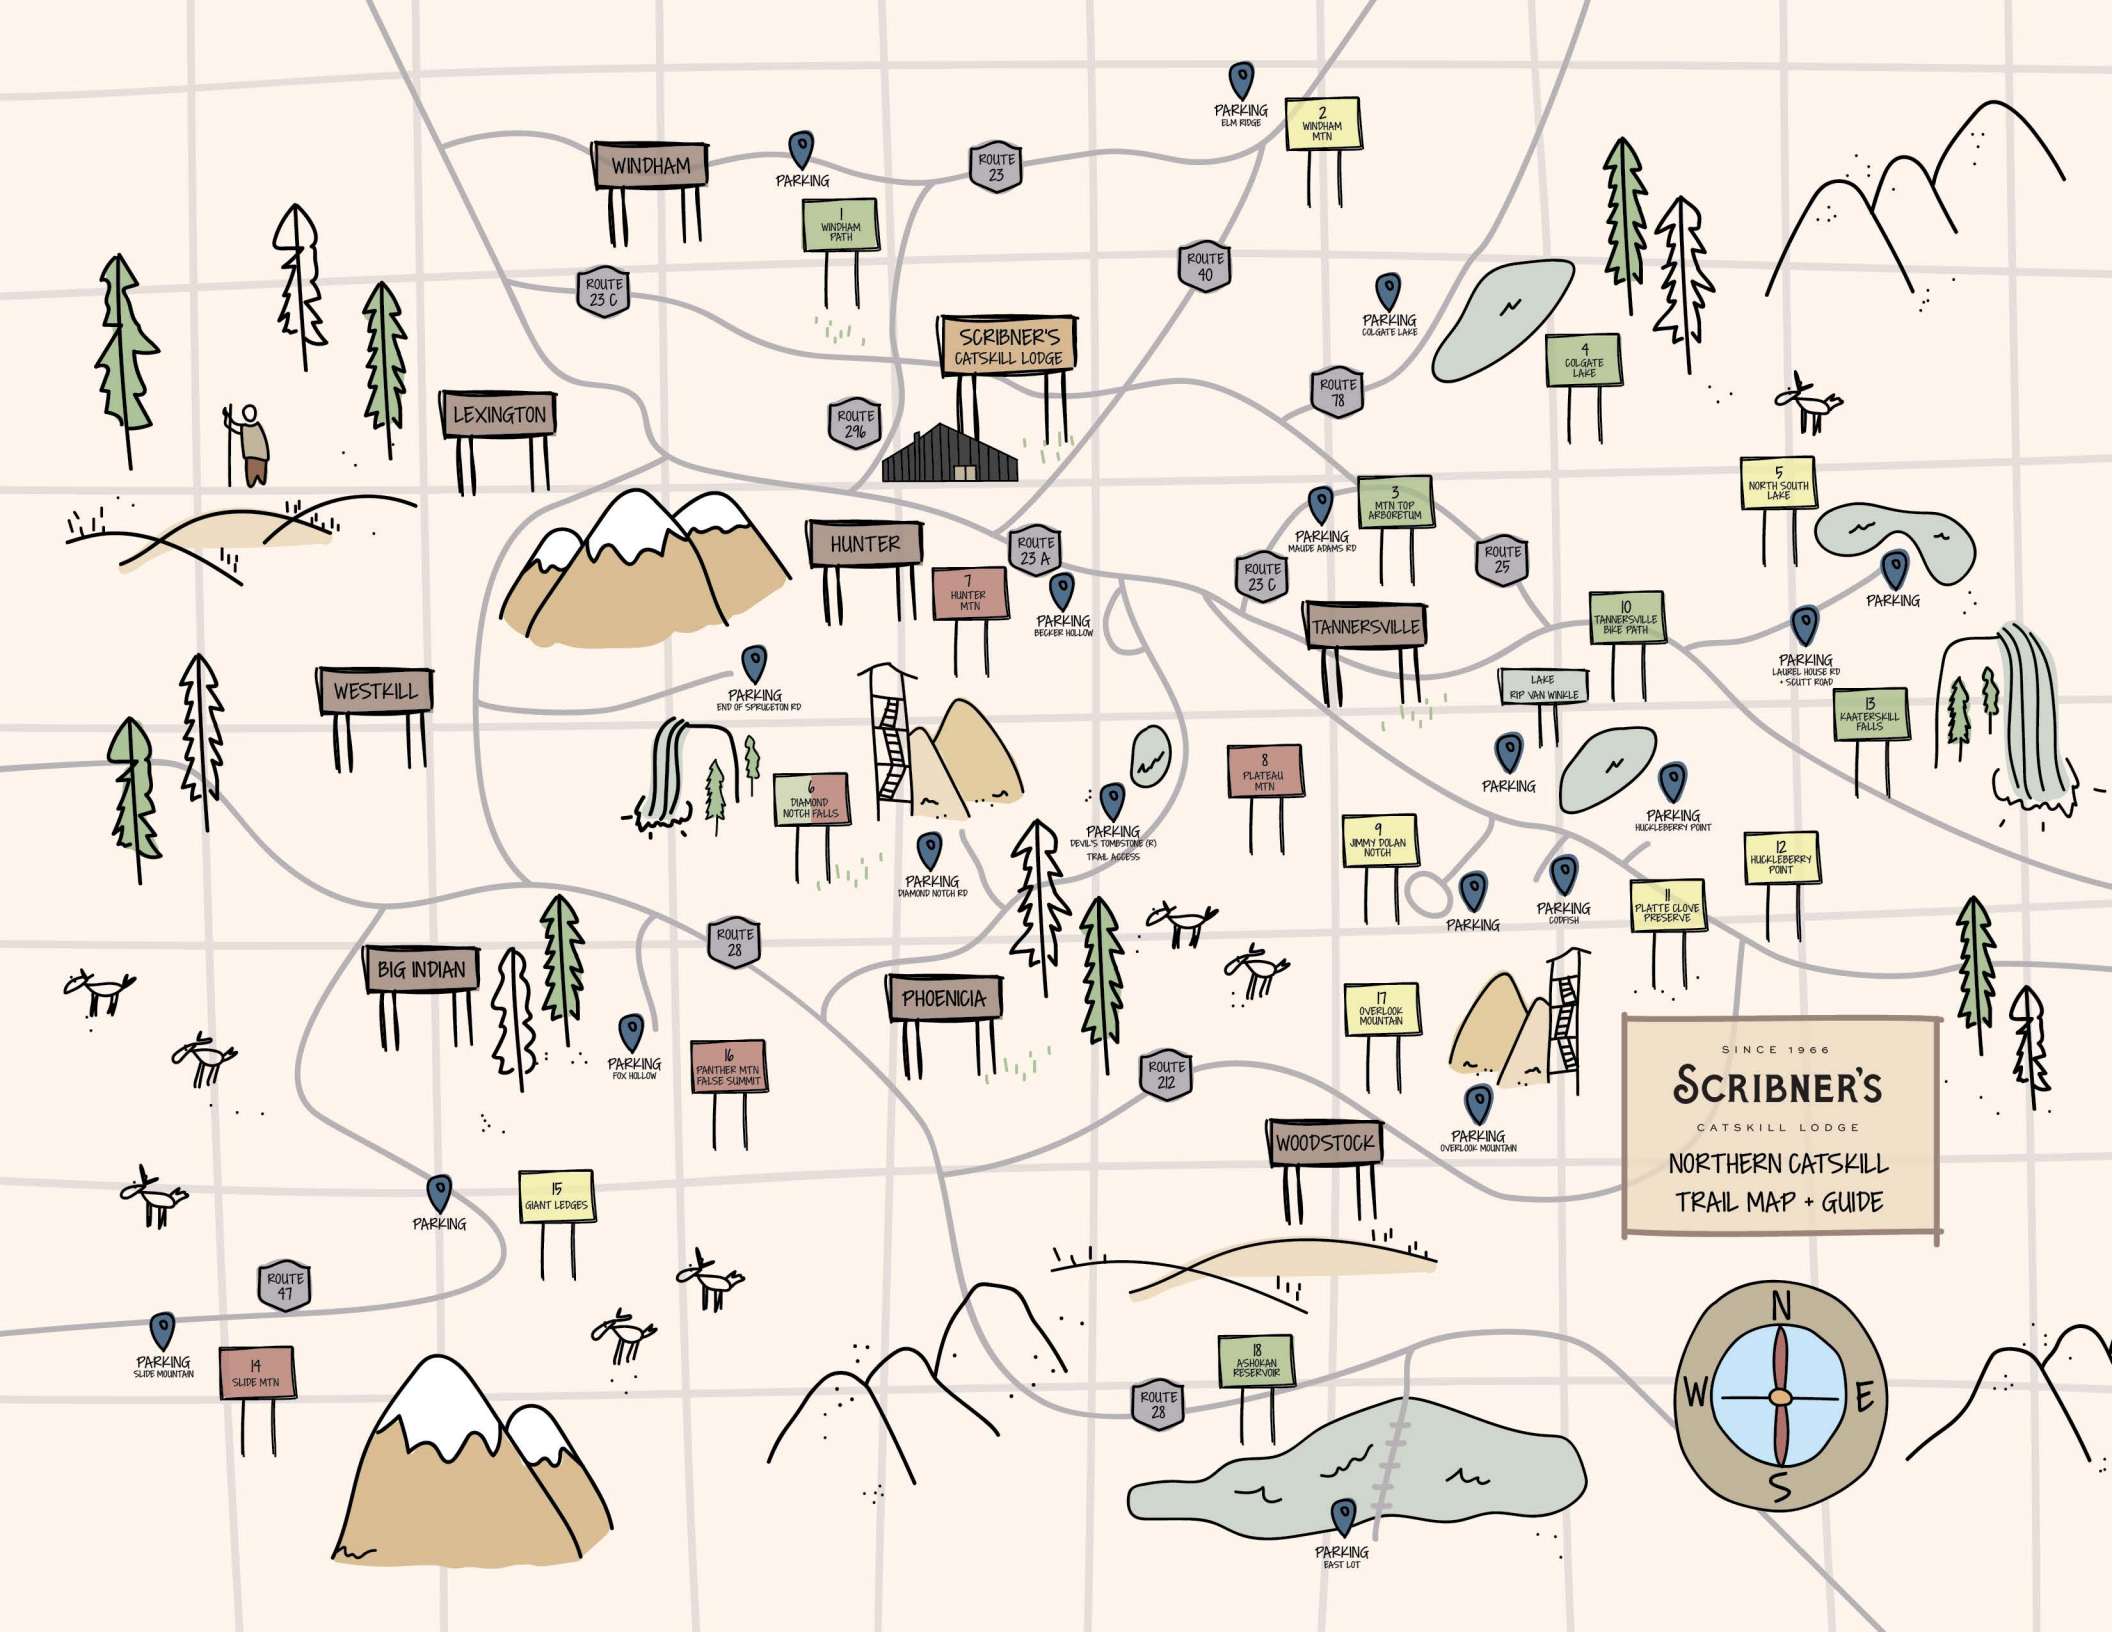 PARKING
ELM RIDGE
2
WINDHAM
MTN
WINDHAM
PARKING
ROUTE
23
1
WINDHAM
PATH
ROUTE
40
ROUTE
23 C
PARKING
COLGATE LAKE
SCRIBNER'S
CATSKILL LODGE
4
COLGATE
LAKE
ROUTE
78
LEXINGTON
ROUTE
296
5
NORTH SOUTH
LAKE
3
MTN TOP
ARBORETUM
PARKING
MAUDE ADAMS RD
HUNTER
ROUTE
23 A
ROUTE
23 C
ROUTE
25
7
HUNTER
MTN
PARKING
BECKER HOLLOW
PARKING
TANNERSVILLE
10
TANNERSVILLE
BIKE PATH
PARKING
LAUREL HOUSE RD
+ SCUTT ROAD
WESTKILL
PARKING
END OF SPRUCETON RD
LAKE
RIP VAN WINKLE
13
KAATERSKILL
FALLS
8
PLATEAU
MTN
PARKING
6
DIAMOND
NOTCH FALLS
PARKING
DEVIL'S TOMBSTONE (R)
TRAIL ACCESS
PARKING
HUCKLEBERRY POINT
9
JIMMY DOLAN
NOTCH
12
HUCKLEBERRY
POINT
PARKING
DIAMOND NOTCH RD
PARKING
PARKING
CODFISH
11
PLATTE CLOVE
PRESERVE
ROUTE
28
BIG INDIAN
PHOENICIA
17
OVERLOOK
MOUNTAIN
PARKING
FOX HOLLOW
16
PANTHER MTN
FALSE SUMMIT
ROUTE
212
PARKING
OVERLOOK MOUNTAIN
WOODSTOCK
SINCE 1966
SCRIBNER'S
CATSKILL LODGE
NORTHERN CATSKILL
TRAIL MAP + GUIDE
PARKING
15
GIANT LEDGES
ROUTE
47
PARKING
SLIDE MOUNTAIN
14
SLIDE MTN
18
ASHOKAN
RESERVOIR
ROUTE
28
N
W
E
S
PARKING
EAST LOT